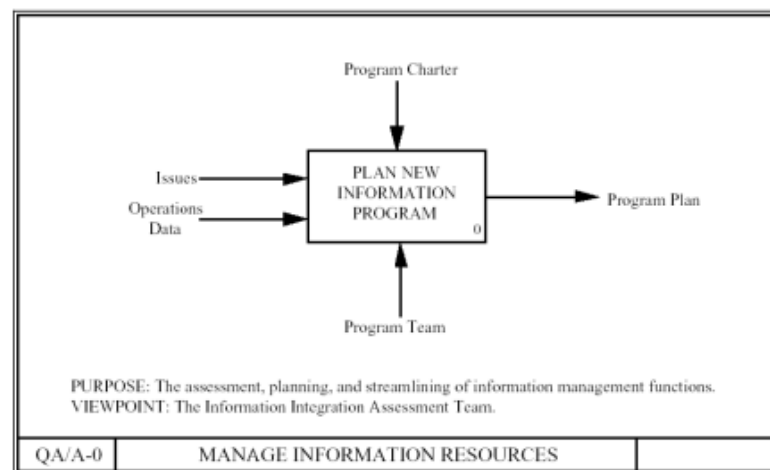 Program Charter
Issues
Operations
Data
PLAN NEW
INFORMATION
PROGRAM
0
Program Plan
Program Team
PURPOSE: The assessment, planning, and streamlining of information management functions.
VIEWPOINT: The Information Integration Assessment Team.
QA/A-0
MANAGE INFORMATION RESOURCES